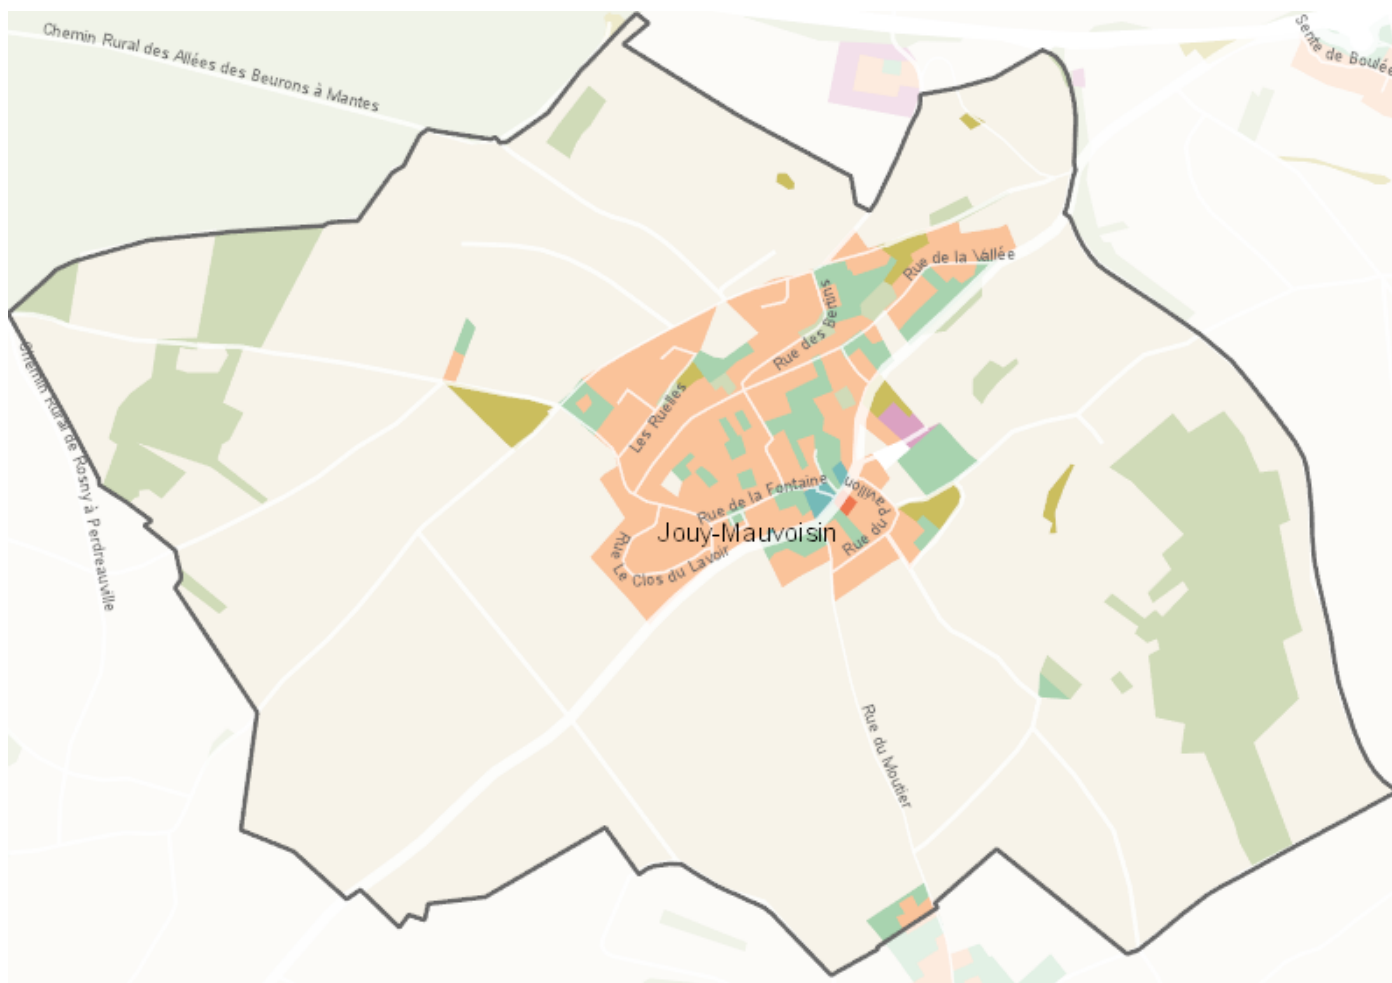 Sente de Boulée
Chemin Rural des Allées des Beurons à Mantes
Rue de la Vallée
Rue des Bertins
Chemin Rural de Rosny à Perdreauville
Les Ruelles
Rue de la Fontaine
Rue du Pavillon
Jouy-Mauvoisin
Rue
Le Clos du Lavoir
Rue du Moutier